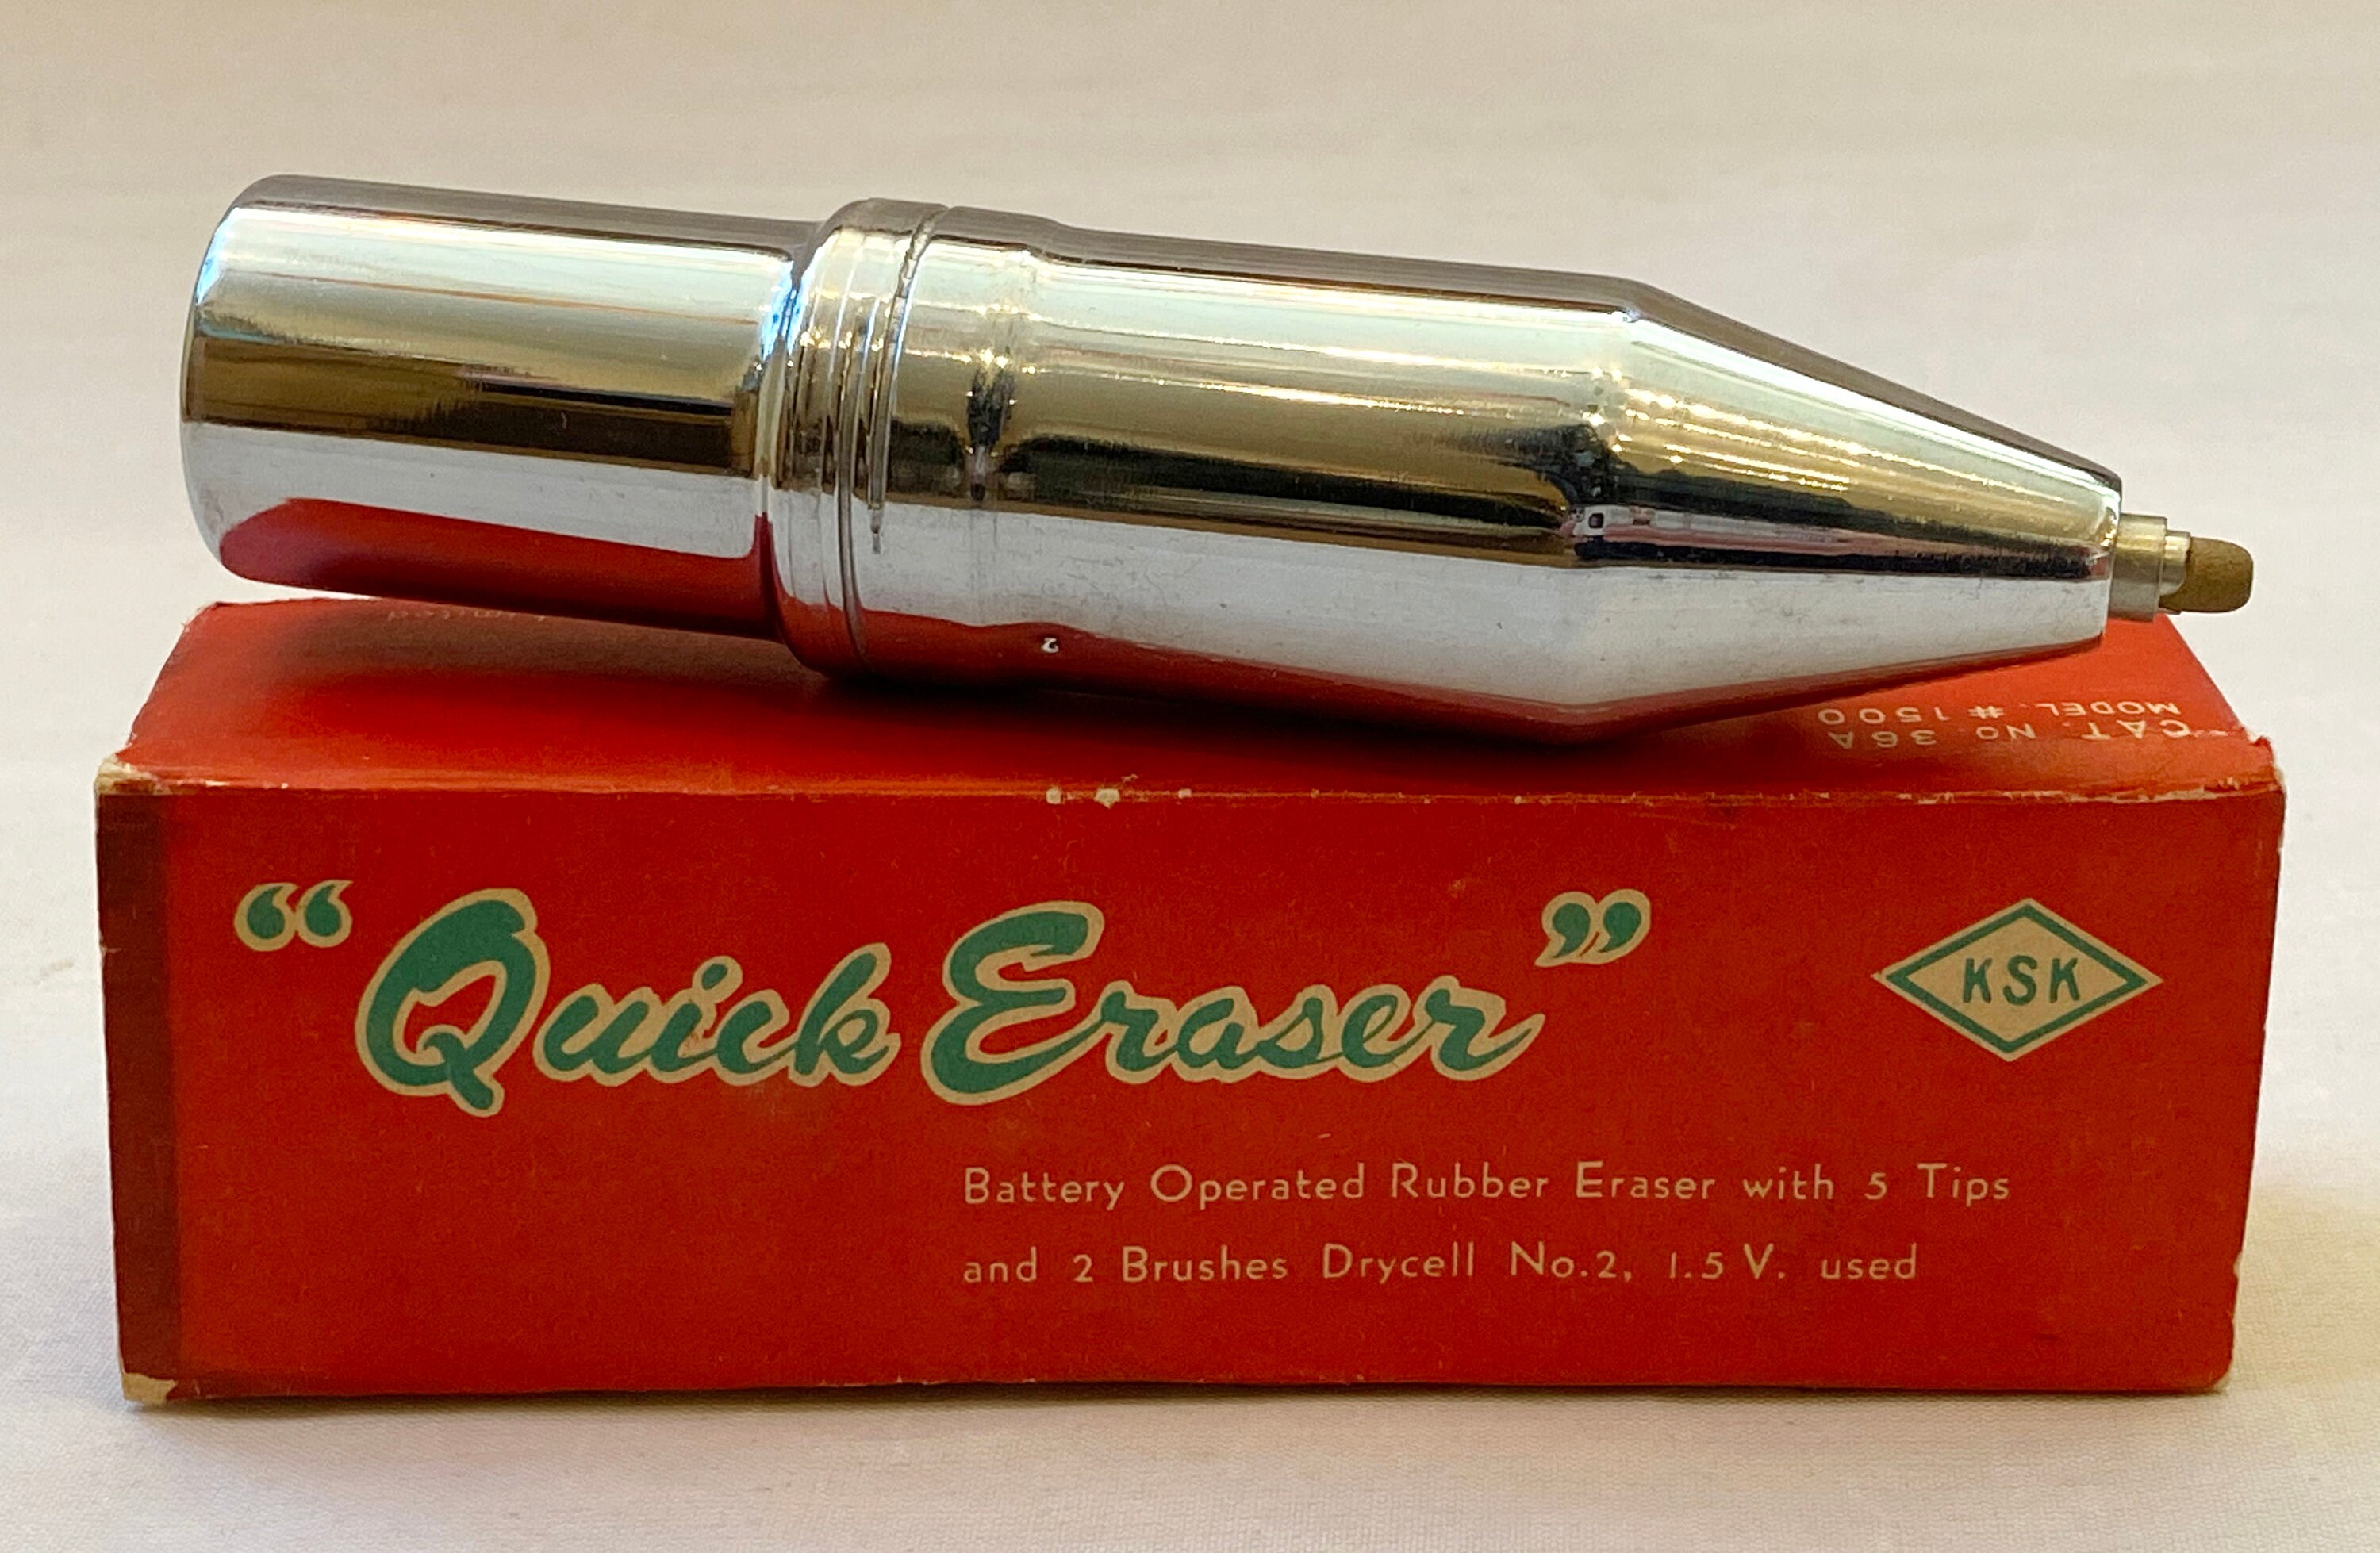 CAT. No. 36A
MODEL. #1500
“Quick Eraser”
KSK
Battery Operated Rubber Eraser with 5 Tips
and 2 Brushes Drycell No.2, 1.5 V. used